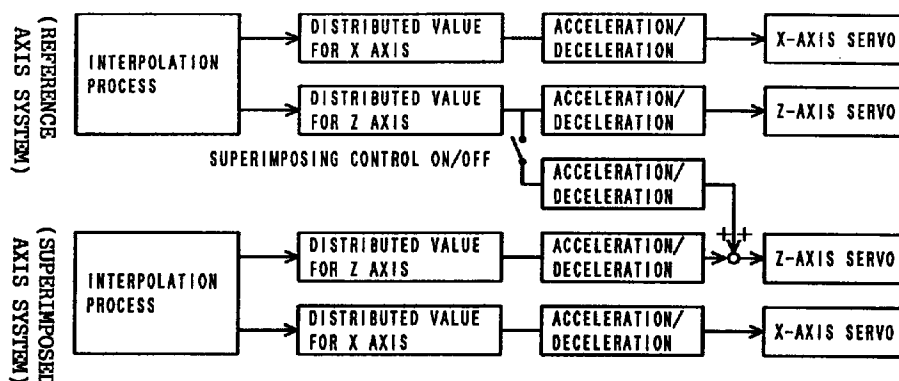 (REFERENCE
AXIS SYSTEM)
INTERPOLATION
PROCESS
DISTRIBUTED VALUE
FOR X AXIS
ACCELERATION/
DECELERATION
X-AXIS SERVO
DISTRIBUTED VALUE
FOR Z AXIS
ACCELERATION/
DECELERATION
Z-AXIS SERVO
SUPERIMPOSING CONTROL ON/OFF
ACCELERATION/
DECELERATION
+ +
(SUPERIMPOSED
AXIS SYSTEM)
INTERPOLATION
PROCESS
DISTRIBUTED VALUE
FOR Z AXIS
ACCELERATION/
DECELERATION
Z-AXIS SERVO
DISTRIBUTED VALUE
FOR X AXIS
ACCELERATION/
DECELERATION
X-AXIS SERVO